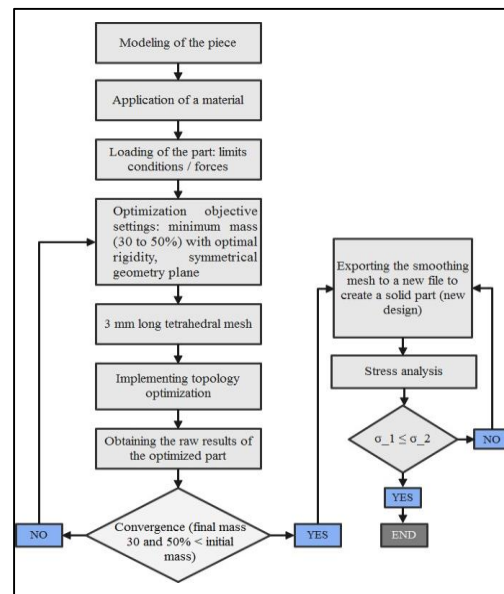 Modeling of the piece
Application of a material
Loading of the part: limits
conditions / forces
Optimization objective
settings: minimum mass
(30 to 50%) with optimal
rigidity, symmetrical
geometry plane
3 mm long tetrahedral mesh
Implementing topology
optimization
Obtaining the raw results of
the optimized part
NO
Convergence (final mass
30 and 50% < initial
mass)
YES
Exporting the smoothing
mesh to a new file to
create a solid part (new
design)
Stress analysis
σ_1 ≤ σ_2
NO
YES
END